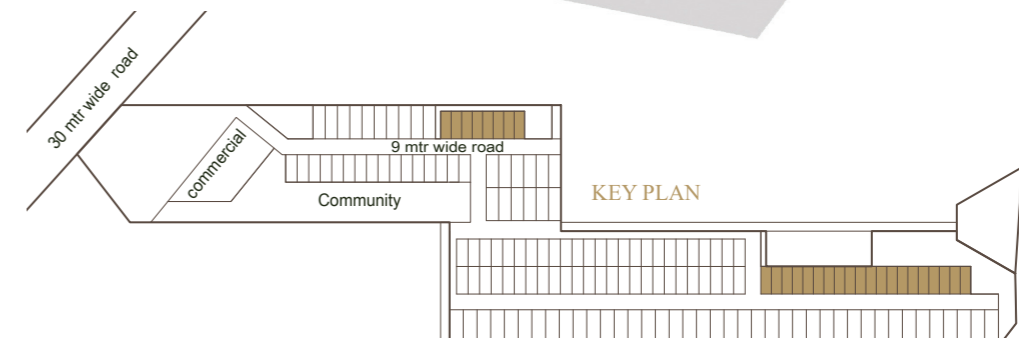 30 mtr wide road
commercial
9 mtr wide road
Community
KEY PLAN